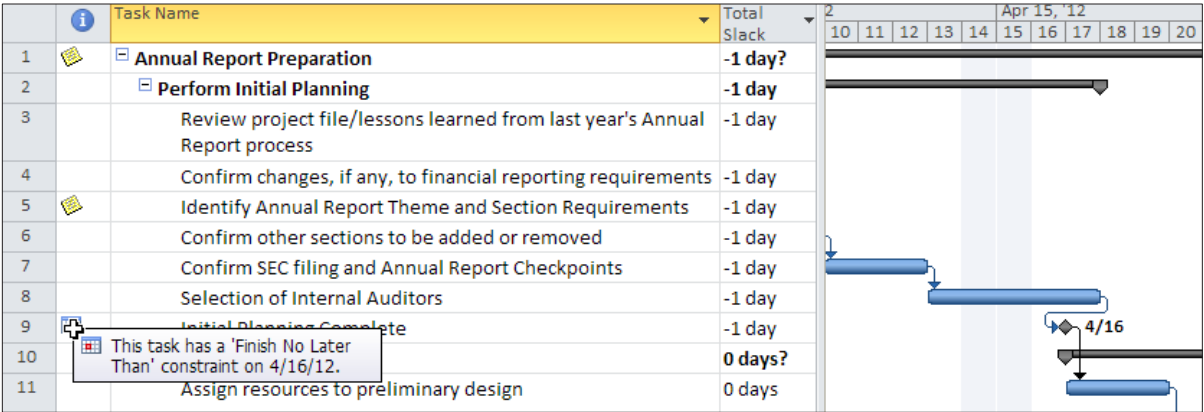 Task Name
Total
Slack
2
Apr 15, '12
10 11 12 13 14 15 16 17 18 19 20
1 Annual Report Preparation -1 day?
2 Perform Initial Planning -1 day
3 Review project file/lessons learned from last year's Annual -1 day
Report process
4 Confirm changes, if any, to financial reporting requirements -1 day
5 Identify Annual Report Theme and Section Requirements -1 day
6 Confirm other sections to be added or removed -1 day
7 Confirm SEC filing and Annual Report Checkpoints -1 day
8 Selection of Internal Auditors -1 day
9 Initial Planning Complete -1 day 4/16
This task has a 'Finish No Later
Than' constraint on 4/16/12.
10 0 days?
11 Assign resources to preliminary design 0 days